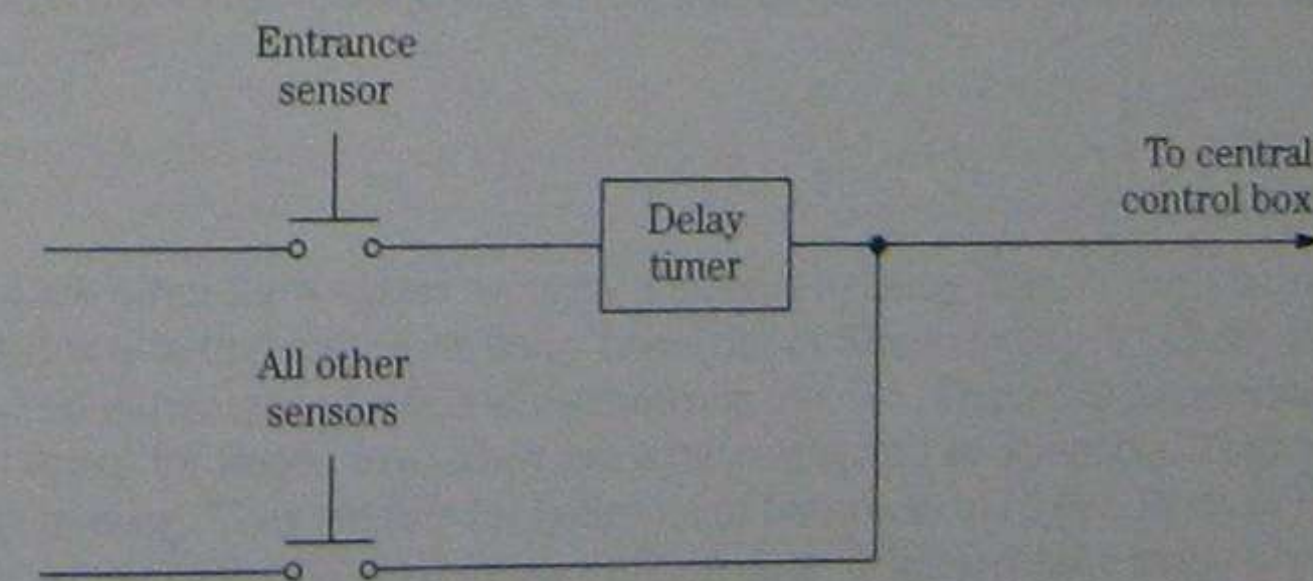 Entrance
sensor
To central
control box
Delay
timer
All other
sensors